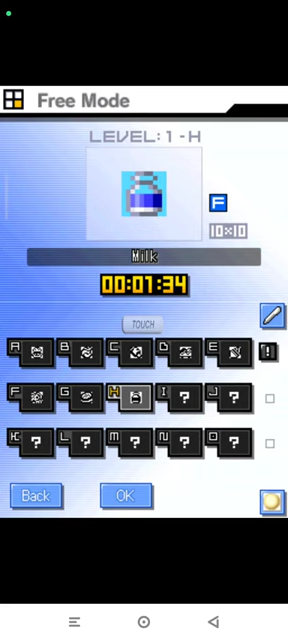 Free Mode
LEVEL: 1 - H
F
10×10
Milk
00:01:34
TOUCH
A B C D E
!
F G H I ? J ?
K ? L ? M ? N ? O ?
Back OK